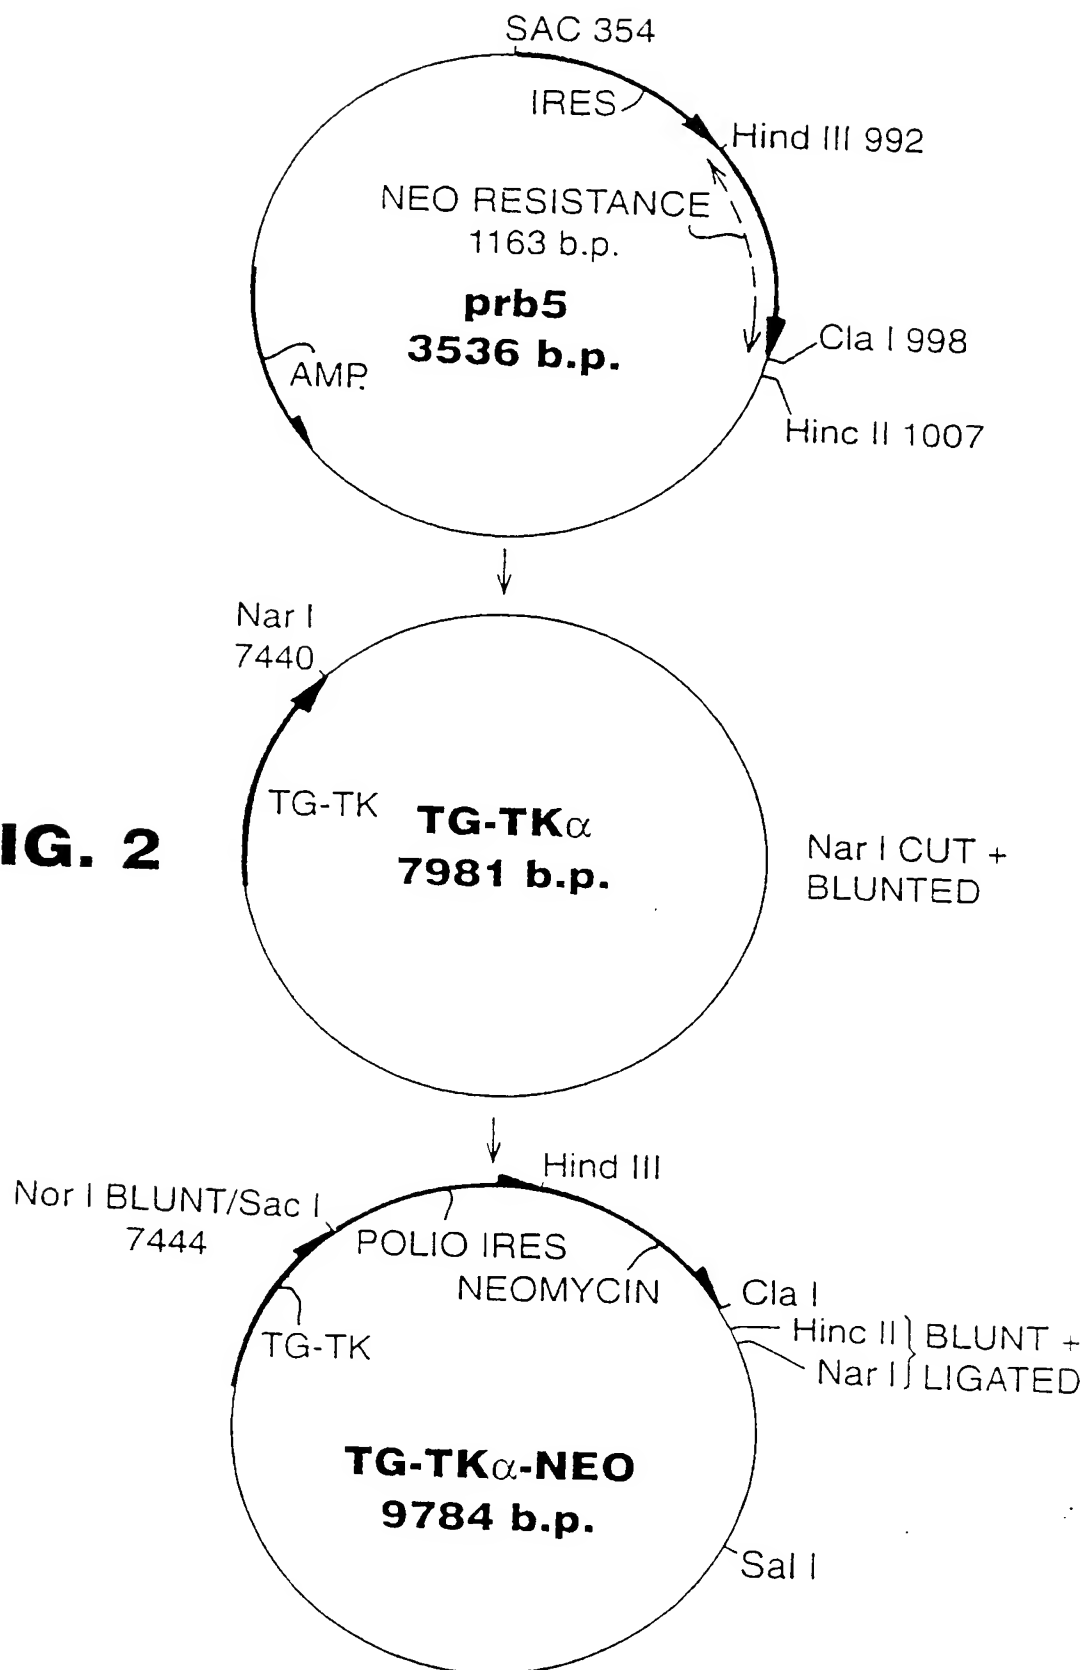 SAC 354
IRES
Hind III 992
NEO RESISTANCE
1163 b.p.
prb5
3536 b.p.
Cla I 998
AMP.
Hinc II 1007
Nar I
7440
TG-TK
TG-TKα
7981 b.p.
IG. 2
Nar I CUT +
BLUNTED
Hind III
Nor I BLUNT/Sac I
7444
POLIO IRES
NEOMYCIN
Cla I
Hinc II } BLUNT +
Nar I } LIGATED
TG-TK
TG-TKα-NEO
9784 b.p.
Sal I